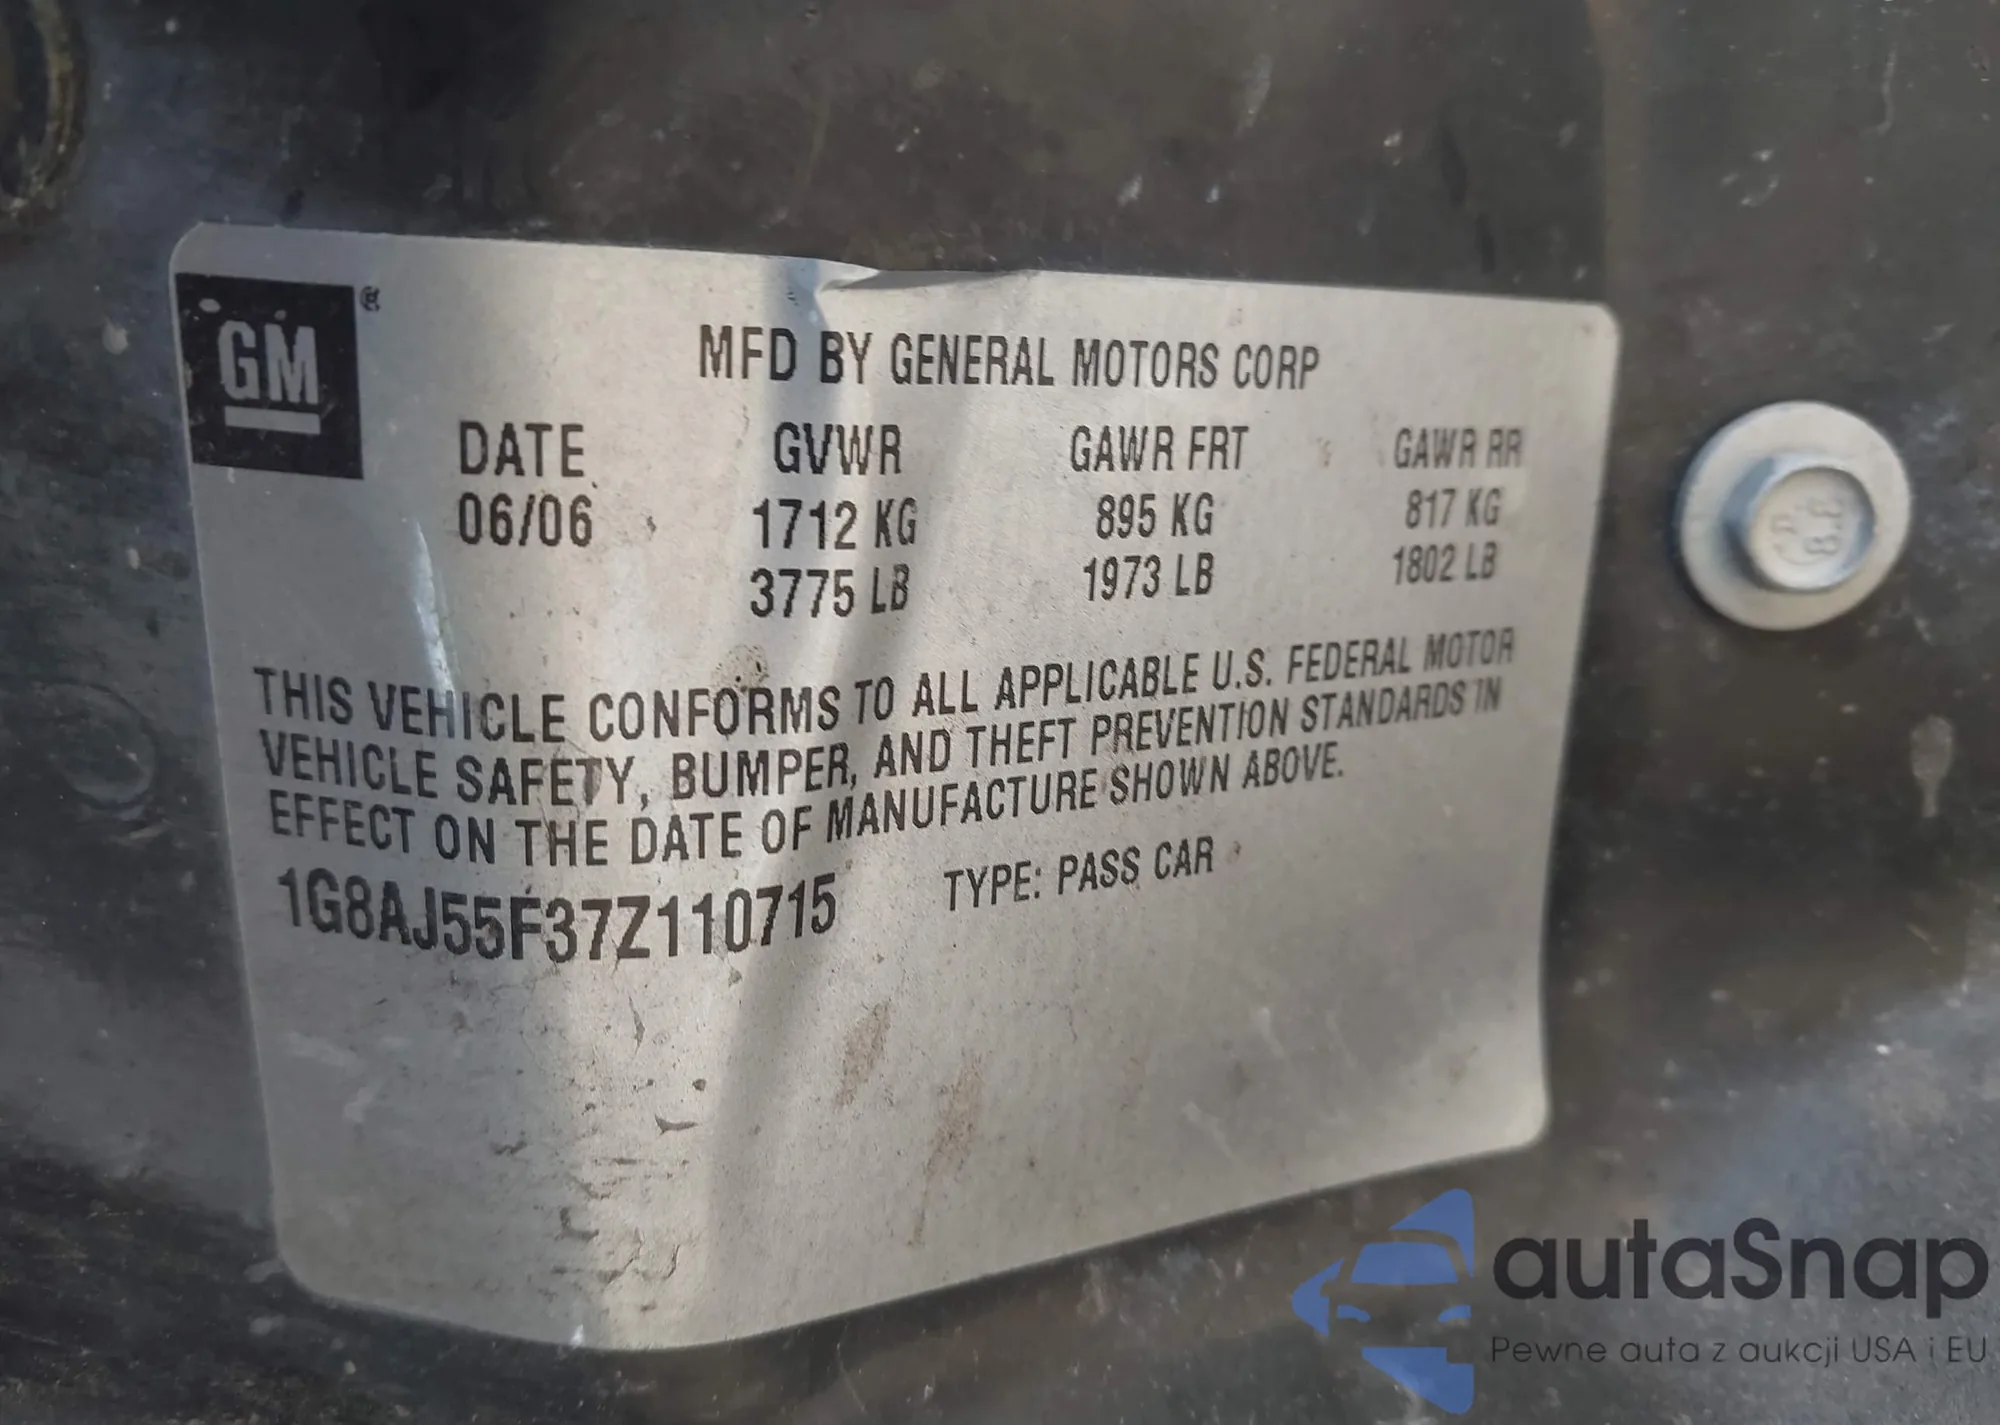 GM ®
MFD BY GENERAL MOTORS CORP
DATE GVWR GAWR FRT GAWR RR
06/06 1712 KG 895 KG 817 KG
3775 LB 1973 LB 1802 LB
THIS VEHICLE CONFORMS TO ALL APPLICABLE U.S. FEDERAL MOTOR
VEHICLE SAFETY, BUMPER, AND THEFT PREVENTION STANDARDS IN
EFFECT ON THE DATE OF MANUFACTURE SHOWN ABOVE.
1G8AJ55F37Z110715 TYPE: PASS CAR
autaSnap
Pewne auta z aukcji USA i EU